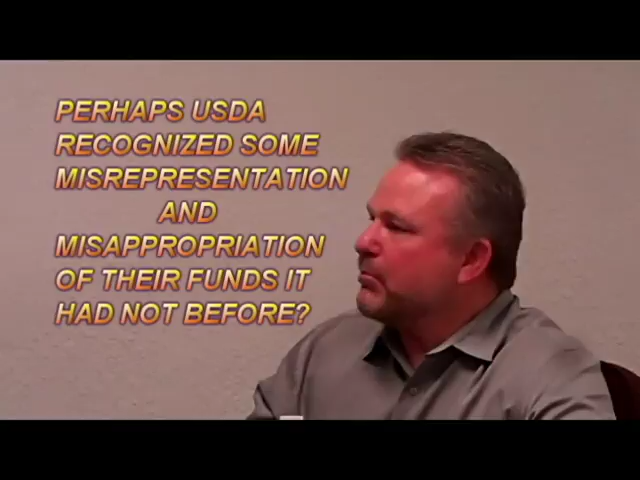 PERHAPS USDA
RECOGNIZED SOME
MISREPRESENTATION
AND
MISAPPROPRIATION
OF THEIR FUNDS IT
HAD NOT BEFORE?